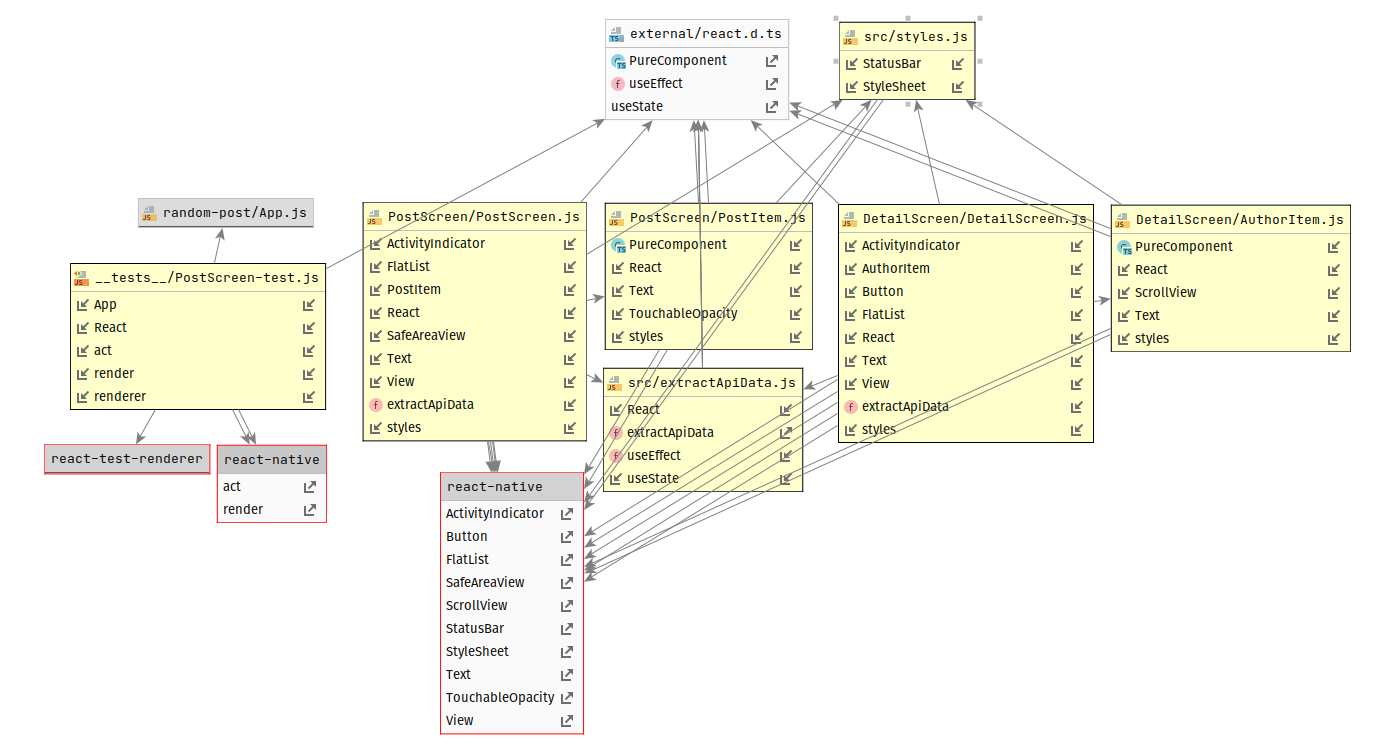 external/react.d.ts
PureComponent
useEffect
useState
src/styles.js
StatusBar
StyleSheet
random-post/App.js
__tests__/PostScreen-test.js
App
React
act
render
renderer
PostScreen/PostScreen.js
ActivityIndicator
FlatList
PostItem
React
SafeAreaView
Text
View
extractApiData
styles
PostScreen/PostItem.js
PureComponent
React
Text
TouchableOpacity
styles
DetailScreen/DetailScreen.js
ActivityIndicator
AuthorItem
Button
FlatList
React
Text
View
extractApiData
styles
DetailScreen/AuthorItem.js
PureComponent
React
ScrollView
Text
styles
src/extractApiData.js
React
extractApiData
useEffect
useState
react-test-renderer
react-native
act
render
react-native
ActivityIndicator
Button
FlatList
SafeAreaView
ScrollView
StatusBar
StyleSheet
Text
TouchableOpacity
View